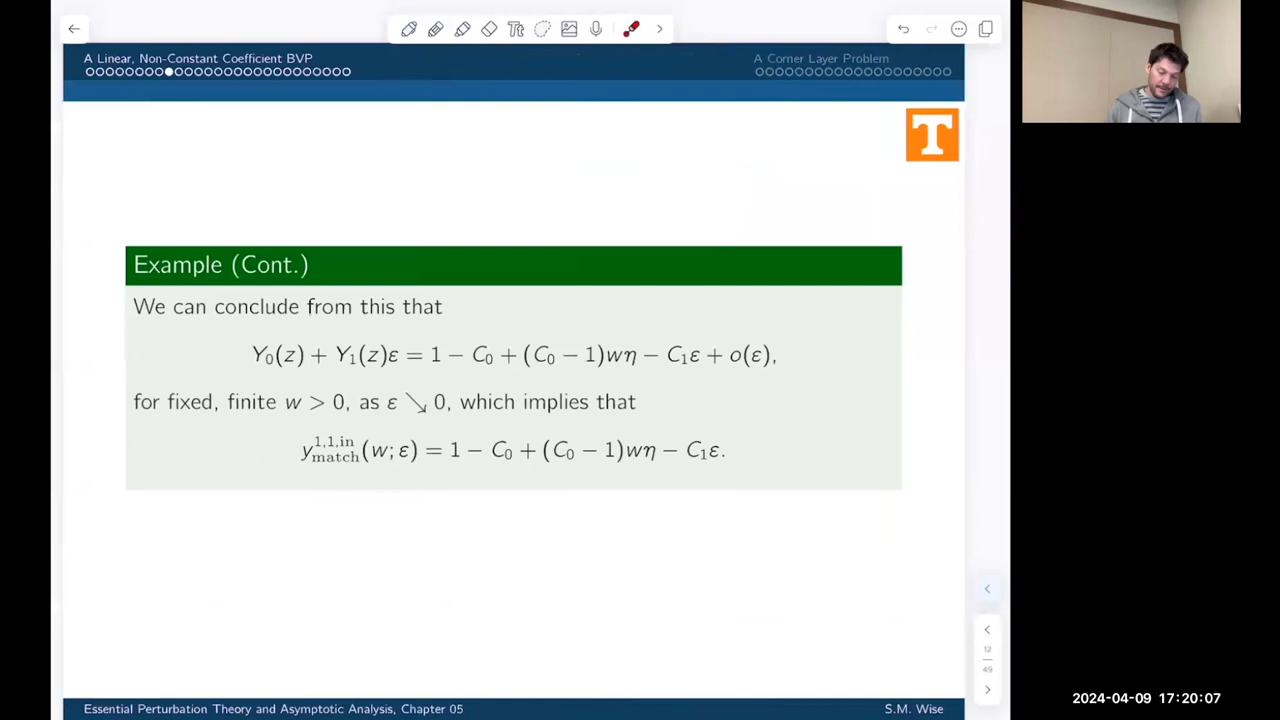 A Linear, Non-Constant Coefficient BVP
A Corner Layer Problem
T
Example (Cont.)
We can conclude from this that
Y₀(z) + Y₁(z)ε = 1 − C₀ + (C₀ − 1)wη − C₁ε + o(ε),
for fixed, finite w > 0, as ε ↘ 0, which implies that
y_match^{1,1,in}(w; ε) = 1 − C₀ + (C₀ − 1)wη − C₁ε.
12
49
Essential Perturbation Theory and Asymptotic Analysis, Chapter 05
S.M. Wise
2024-04-09 17:20:07